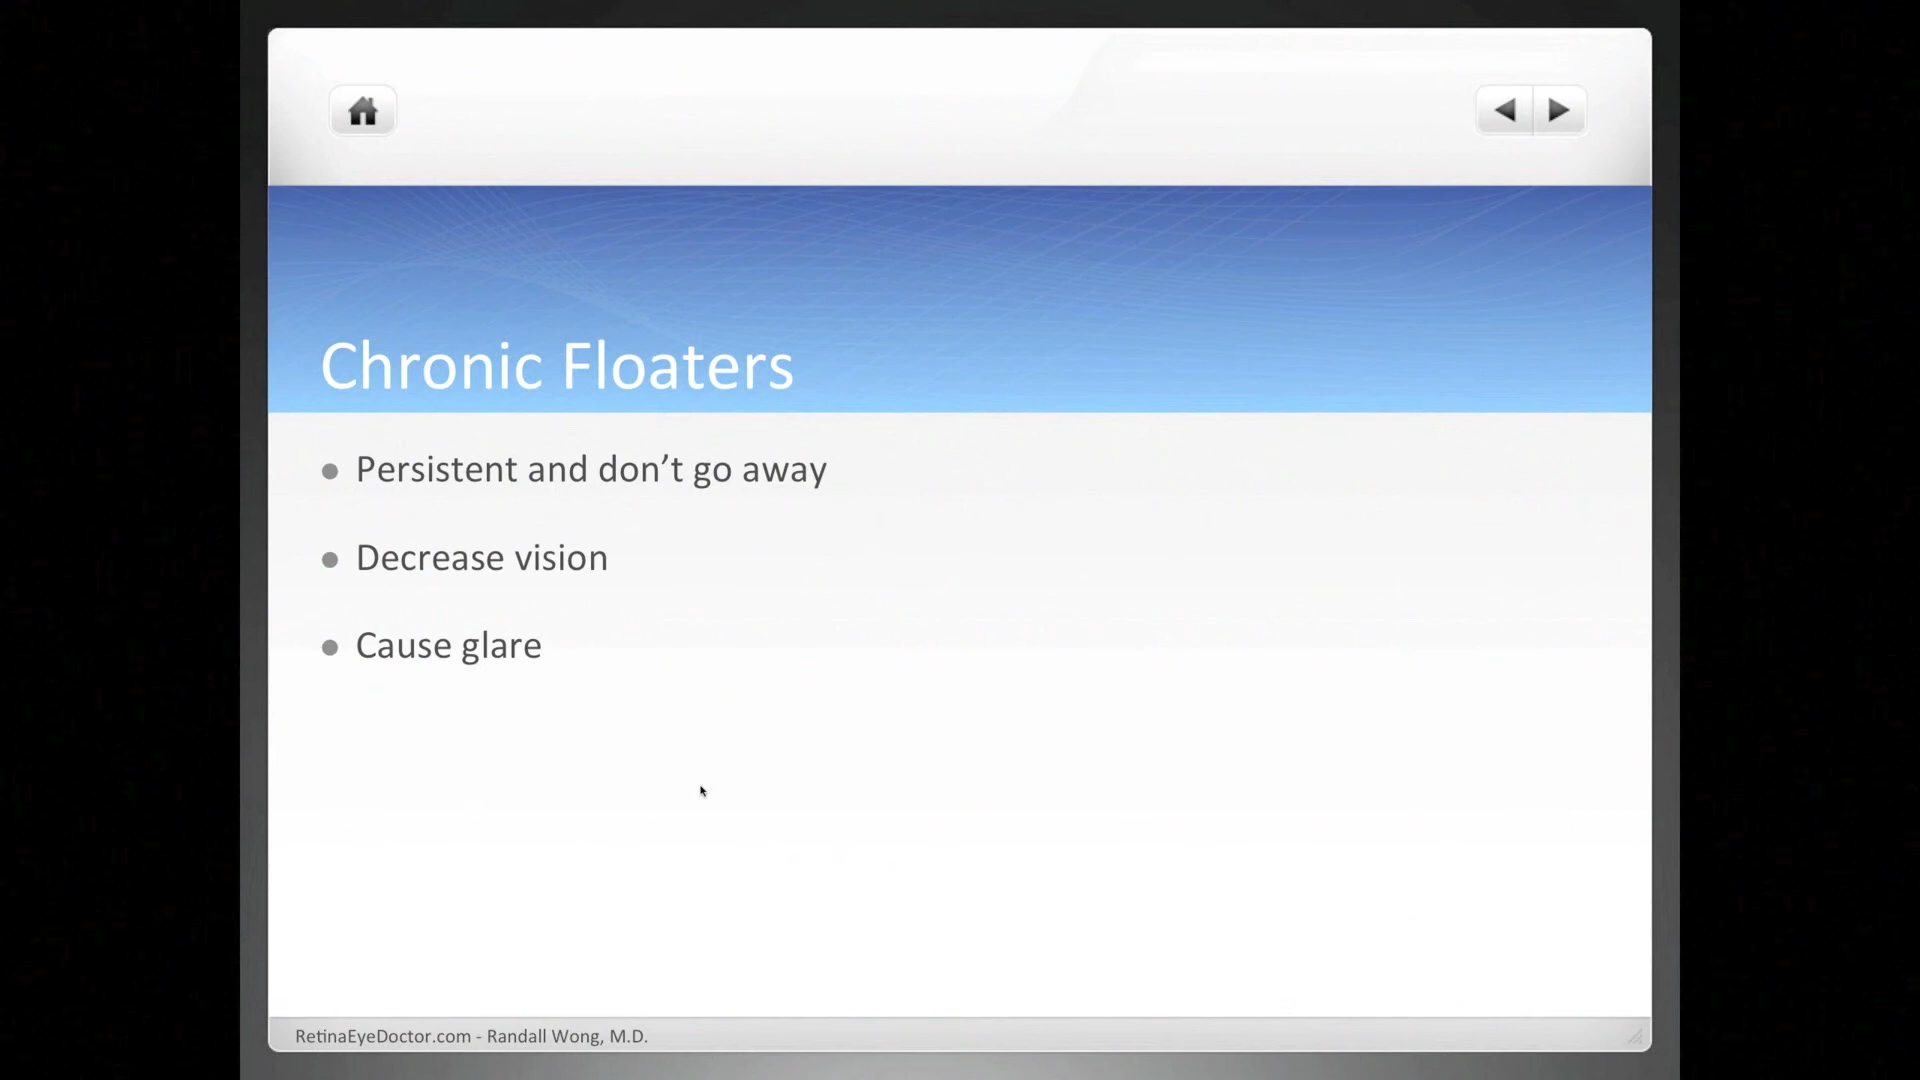 Chronic Floaters
Persistent and don’t go away
Decrease vision
Cause glare
RetinaEyeDoctor.com - Randall Wong, M.D.